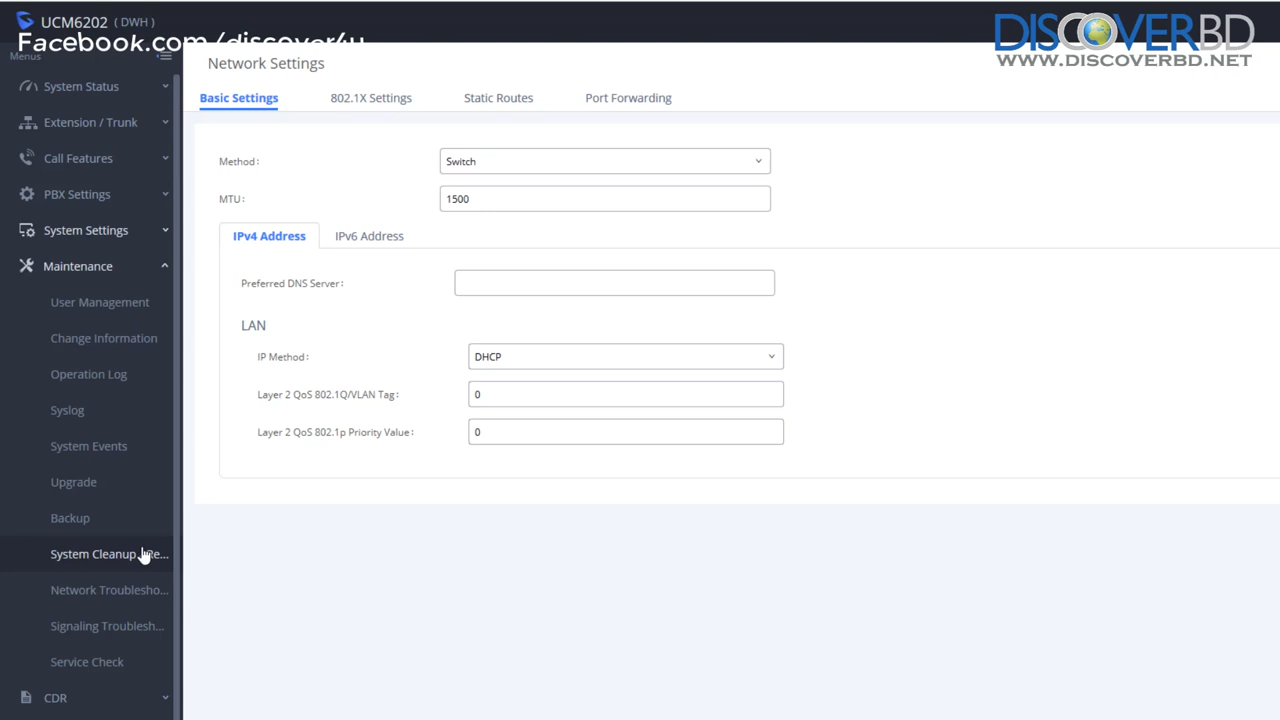 UCM6202 ( DWH )
Facebook.com/discover4u
DISCOVERBD
WWW.DISCOVERBD.NET
Menus
System Status
Extension / Trunk
Call Features
PBX Settings
System Settings
Maintenance
User Management
Change Information
Operation Log
Syslog
System Events
Upgrade
Backup
System Cleanup
Network Troublesho...
Signaling Troublesh...
Service Check
CDR
Network Settings
Basic Settings 802.1X Settings Static Routes Port Forwarding
Method : Switch
MTU : 1500
IPv4 Address IPv6 Address
Preferred DNS Server :
LAN
IP Method : DHCP
Layer 2 QoS 802.1Q/VLAN Tag : 0
Layer 2 QoS 802.1p Priority Value : 0